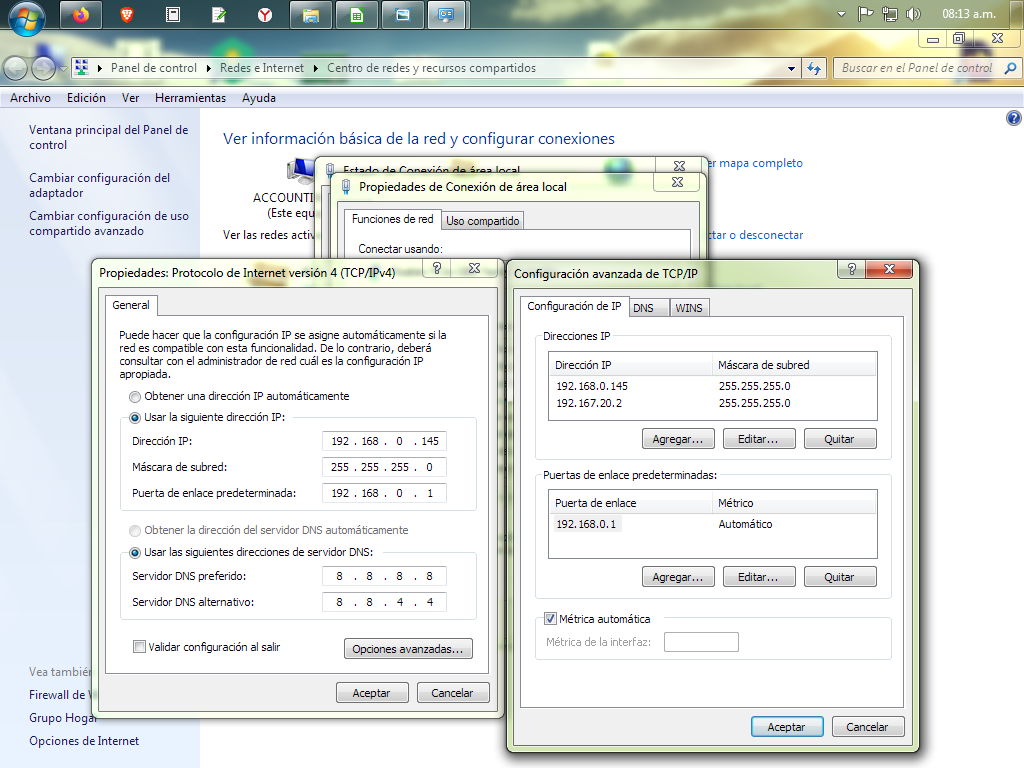 08:13 a.m.
Panel de control
Redes e Internet
Centro de redes y recursos compartidos
Buscar en el Panel de control
Archivo Edición Ver Herramientas Ayuda
Ventana principal del Panel de
control
Cambiar configuración del
adaptador
Cambiar configuración de uso
compartido avanzado
Vea también
Firewall de
Grupo Hogar
Opciones de Internet
Ver información básica de la red y configurar conexiones
mapa completo
ACCOUNTI
(Este equ
Ver las redes activ
o desconectar
Estado de Conexión de área local
Propiedades de Conexión de área local
Funciones de red
Uso compartido
Conectar usando:
Propiedades: Protocolo de Internet versión 4 (TCP/IPv4)
General
Puede hacer que la configuración IP se asigne automáticamente si la
red es compatible con esta funcionalidad. De lo contrario, deberá
consultar con el administrador de red cuál es la configuración IP
apropiada.
Obtener una dirección IP automáticamente
Usar la siguiente dirección IP:
Dirección IP: 192 . 168 . 0 . 145
Máscara de subred: 255 . 255 . 255 . 0
Puerta de enlace predeterminada: 192 . 168 . 0 . 1
Obtener la dirección del servidor DNS automáticamente
Usar las siguientes direcciones de servidor DNS:
Servidor DNS preferido: 8 . 8 . 8 . 8
Servidor DNS alternativo: 8 . 8 . 4 . 4
Validar configuración al salir
Opciones avanzadas...
Aceptar Cancelar
Configuración avanzada de TCP/IP
Configuración de IP DNS WINS
Direcciones IP
Dirección IP Máscara de subred
192.168.0.145 255.255.255.0
192.167.20.2 255.255.255.0
Agregar... Editar... Quitar
Puertas de enlace predeterminadas:
Puerta de enlace Métrico
192.168.0.1 Automático
Agregar... Editar... Quitar
Métrica automática
Métrica de la interfaz:
Aceptar Cancelar